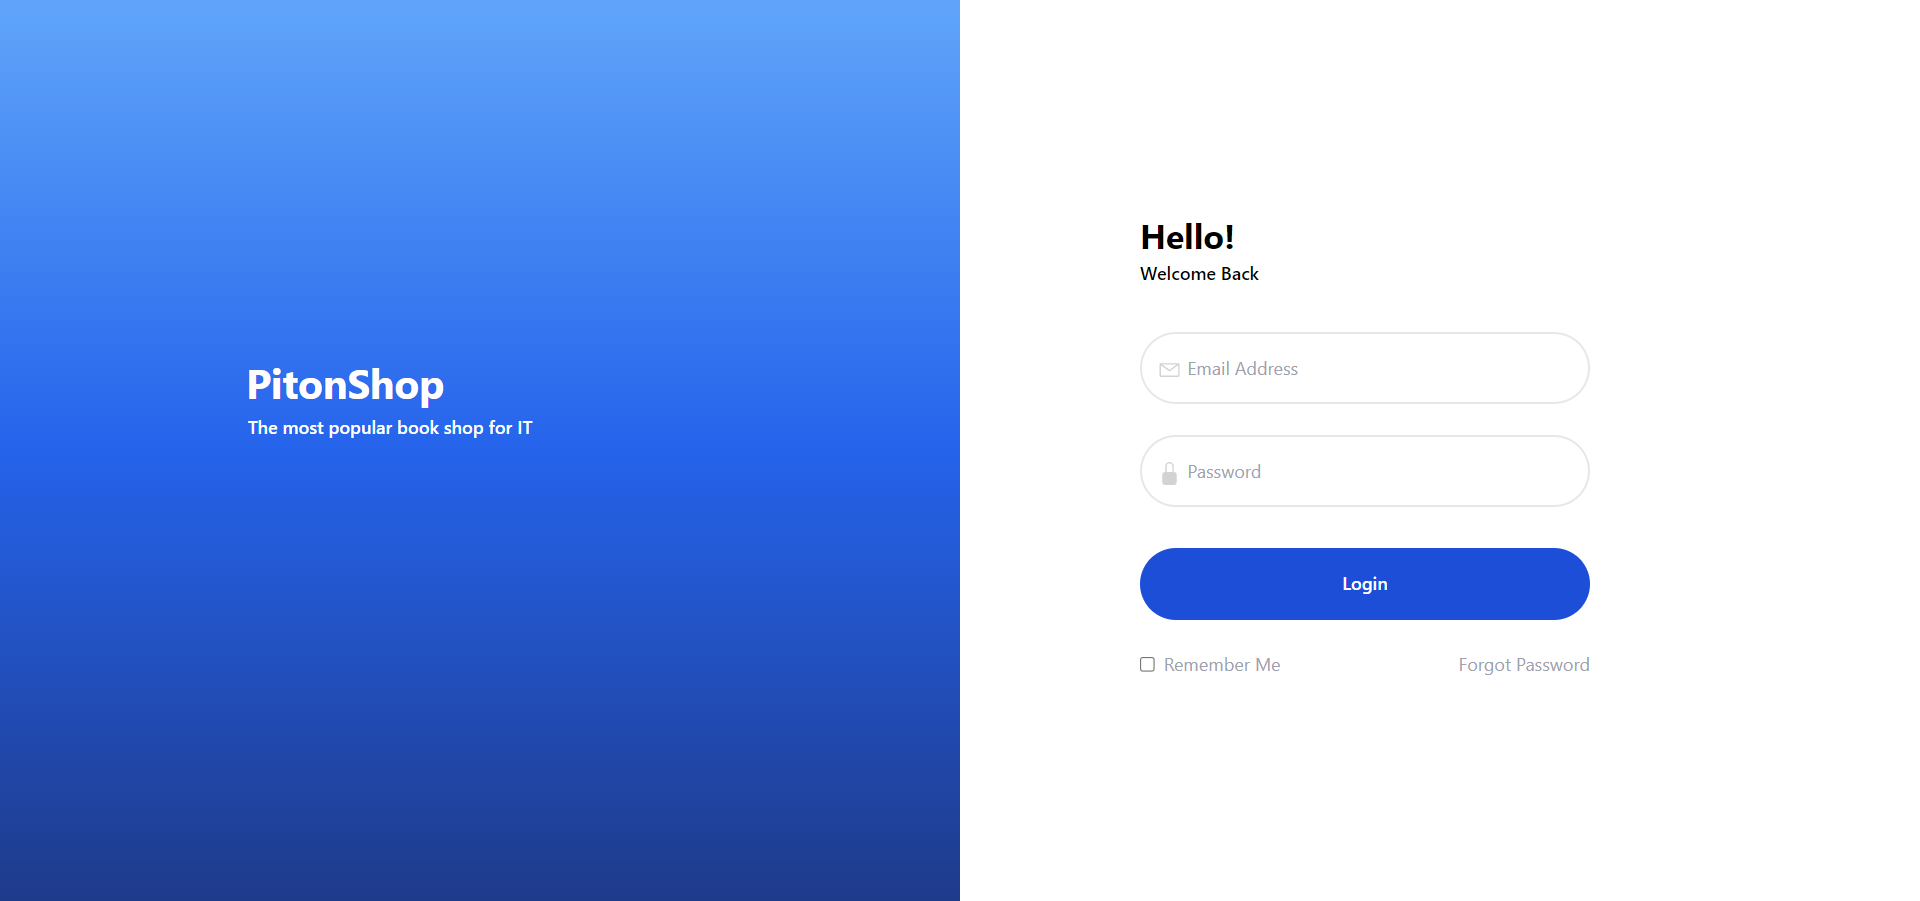 PitonShop
The most popular book shop for IT
Hello!
Welcome Back
Email Address
Password
Login
Remember Me
Forgot Password